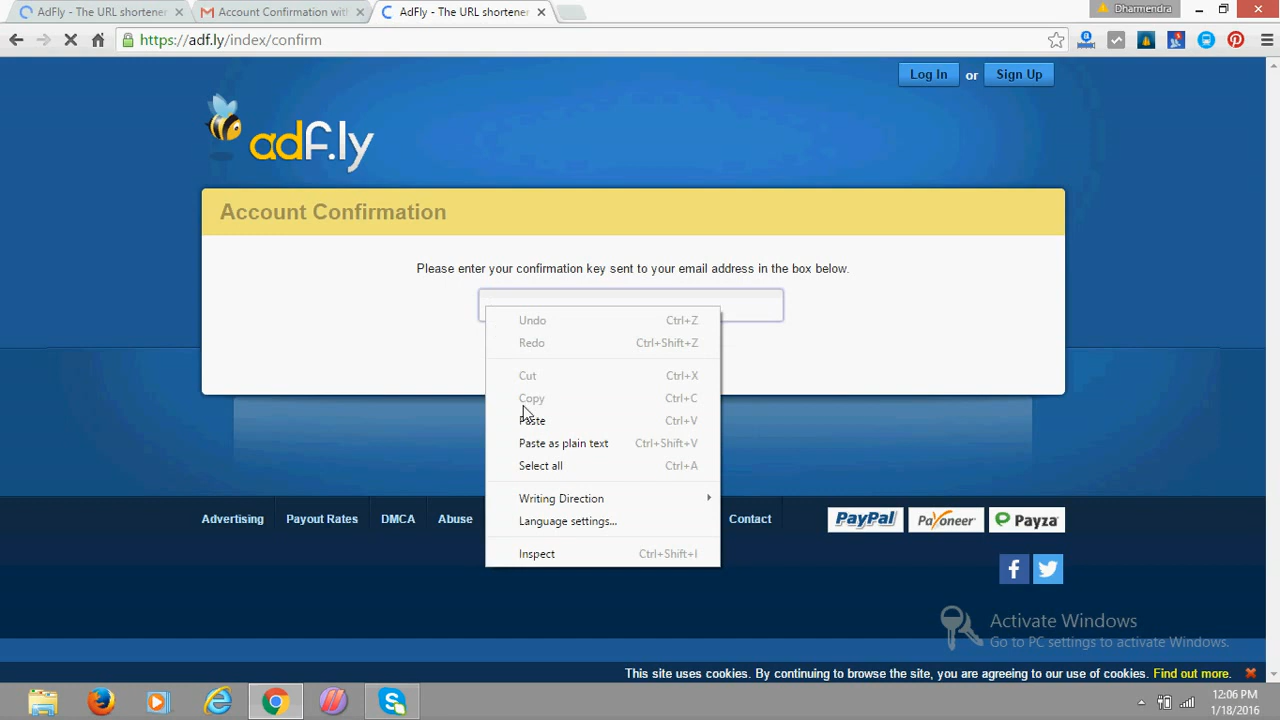 AdFly - The URL shortener
Account Confirmation with
AdFly - The URL shortener
Dharmendra
https://adf.ly/index/confirm
Log In or Sign Up
adf.ly
Account Confirmation
Please enter your confirmation key sent to your email address in the box below.
Undo Ctrl+Z
Redo Ctrl+Shift+Z
Cut Ctrl+X
Copy Ctrl+C
Paste Ctrl+V
Paste as plain text Ctrl+Shift+V
Select all Ctrl+A
Writing Direction
Language settings...
Inspect Ctrl+Shift+I
Advertising Payout Rates DMCA Abuse Contact
PayPal Payoneer Payza
Activate Windows
Go to PC settings to activate Windows.
This site uses cookies. By continuing to browse the site, you are agreeing to our use of cookies. Find out more.
12:06 PM
1/18/2016